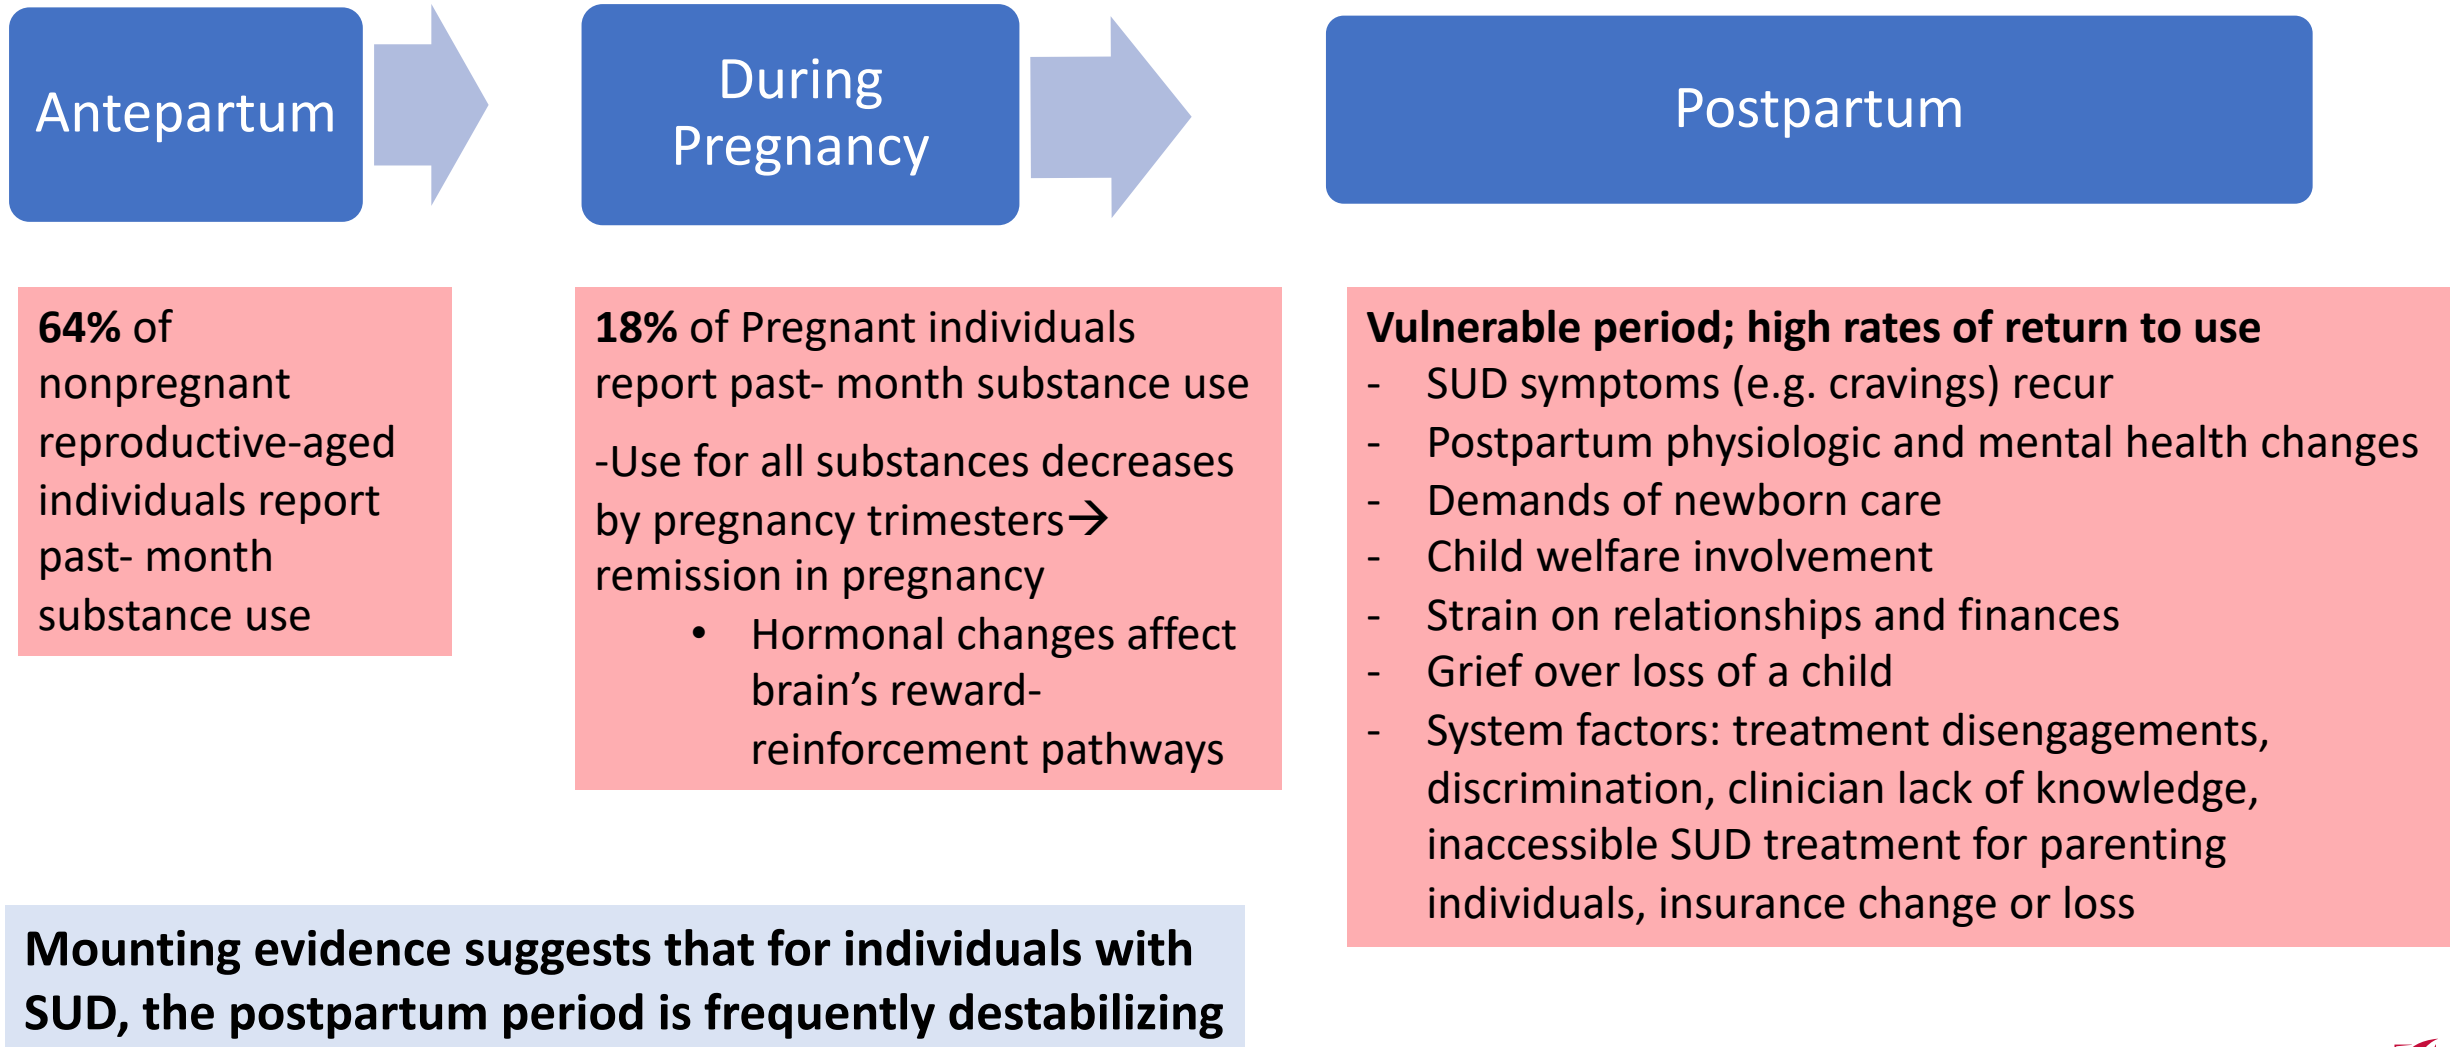 Antepartum
During
Pregnancy
Postpartum
64% of
nonpregnant
reproductive-aged
individuals report
past- month
substance use
18% of Pregnant individuals
report past- month substance use
-Use for all substances decreases
by pregnancy trimesters→
remission in pregnancy
• Hormonal changes affect
brain’s reward-
reinforcement pathways
Vulnerable period; high rates of return to use
- SUD symptoms (e.g. cravings) recur
- Postpartum physiologic and mental health changes
- Demands of newborn care
- Child welfare involvement
- Strain on relationships and finances
- Grief over loss of a child
- System factors: treatment disengagements,
discrimination, clinician lack of knowledge,
inaccessible SUD treatment for parenting
individuals, insurance change or loss
Mounting evidence suggests that for individuals with
SUD, the postpartum period is frequently destabilizing